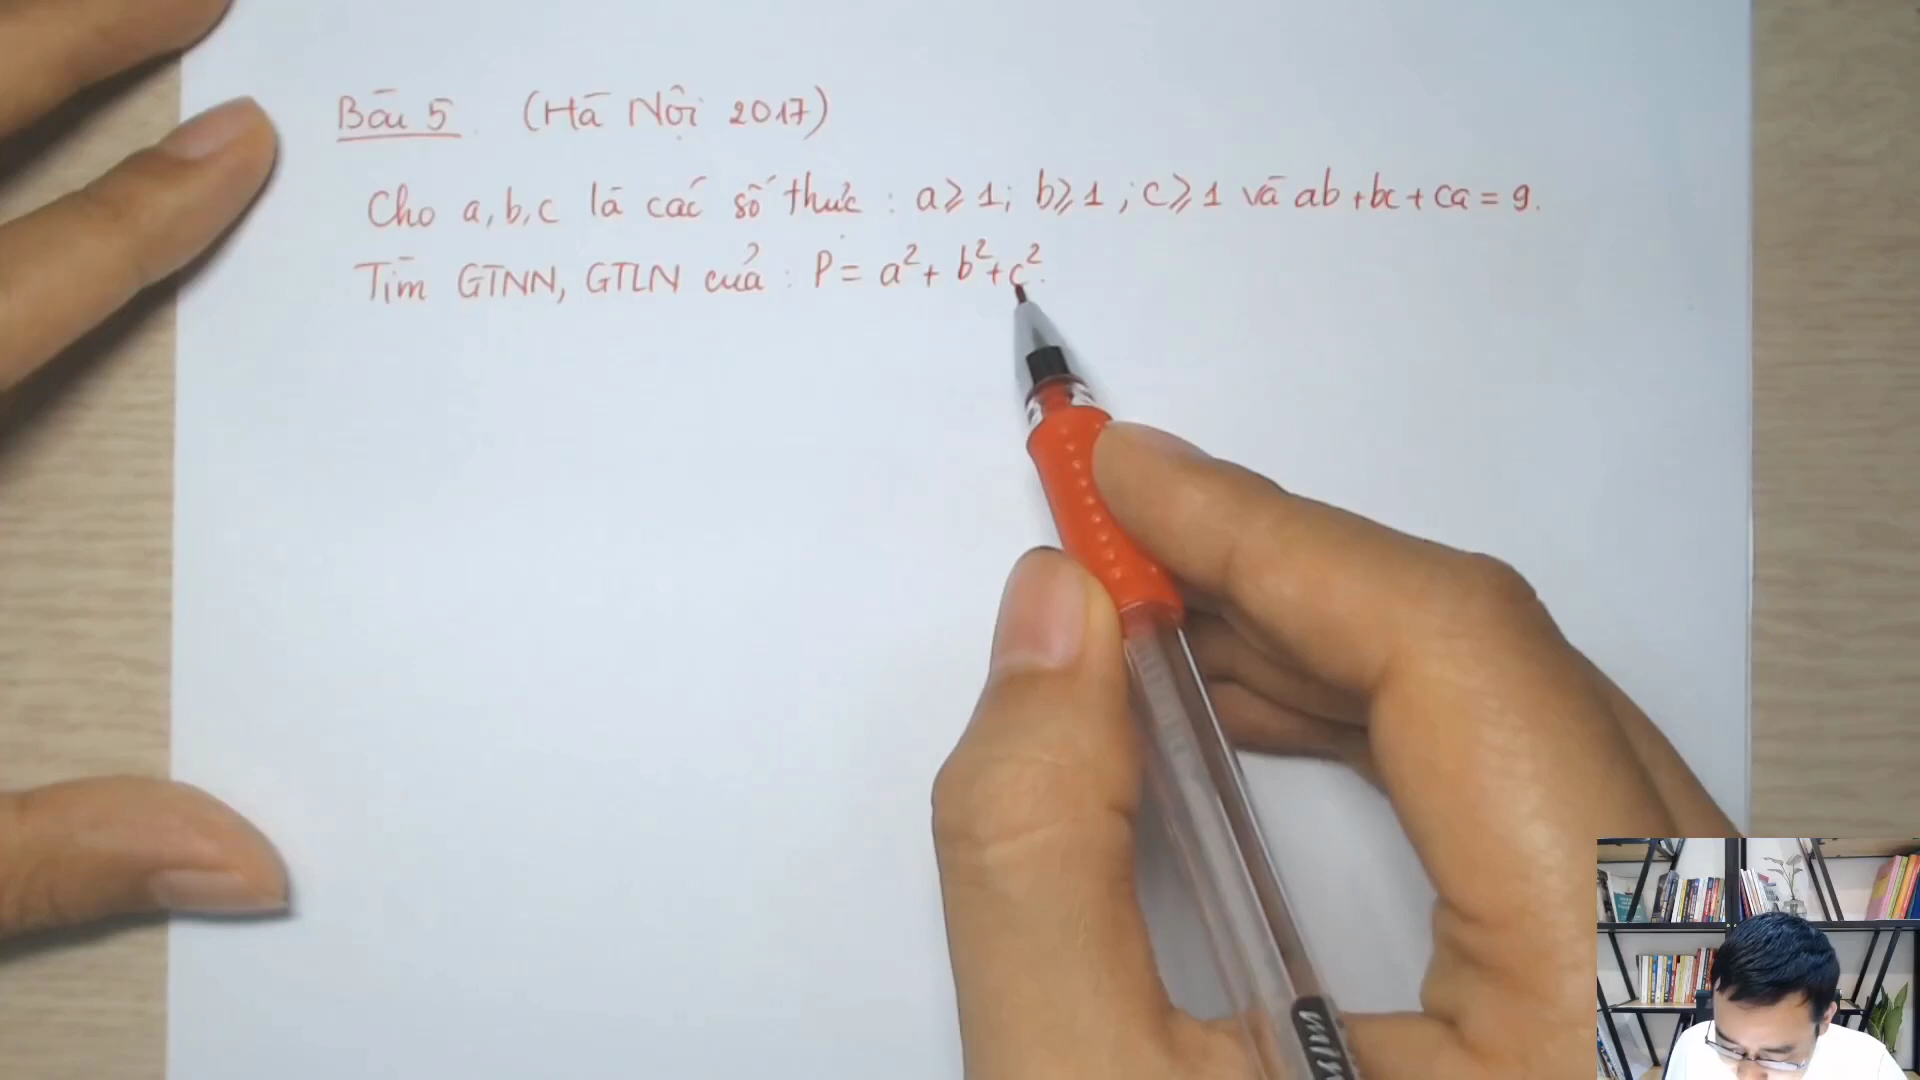 Bài 5 (Hà Nội 2017)
Cho a, b, c là các số thực : a ⩾ 1; b ⩾ 1 ; c ⩾ 1 và ab + bc + ca = 9.
Tìm GTNN, GTLN của : P = a² + b² + c².